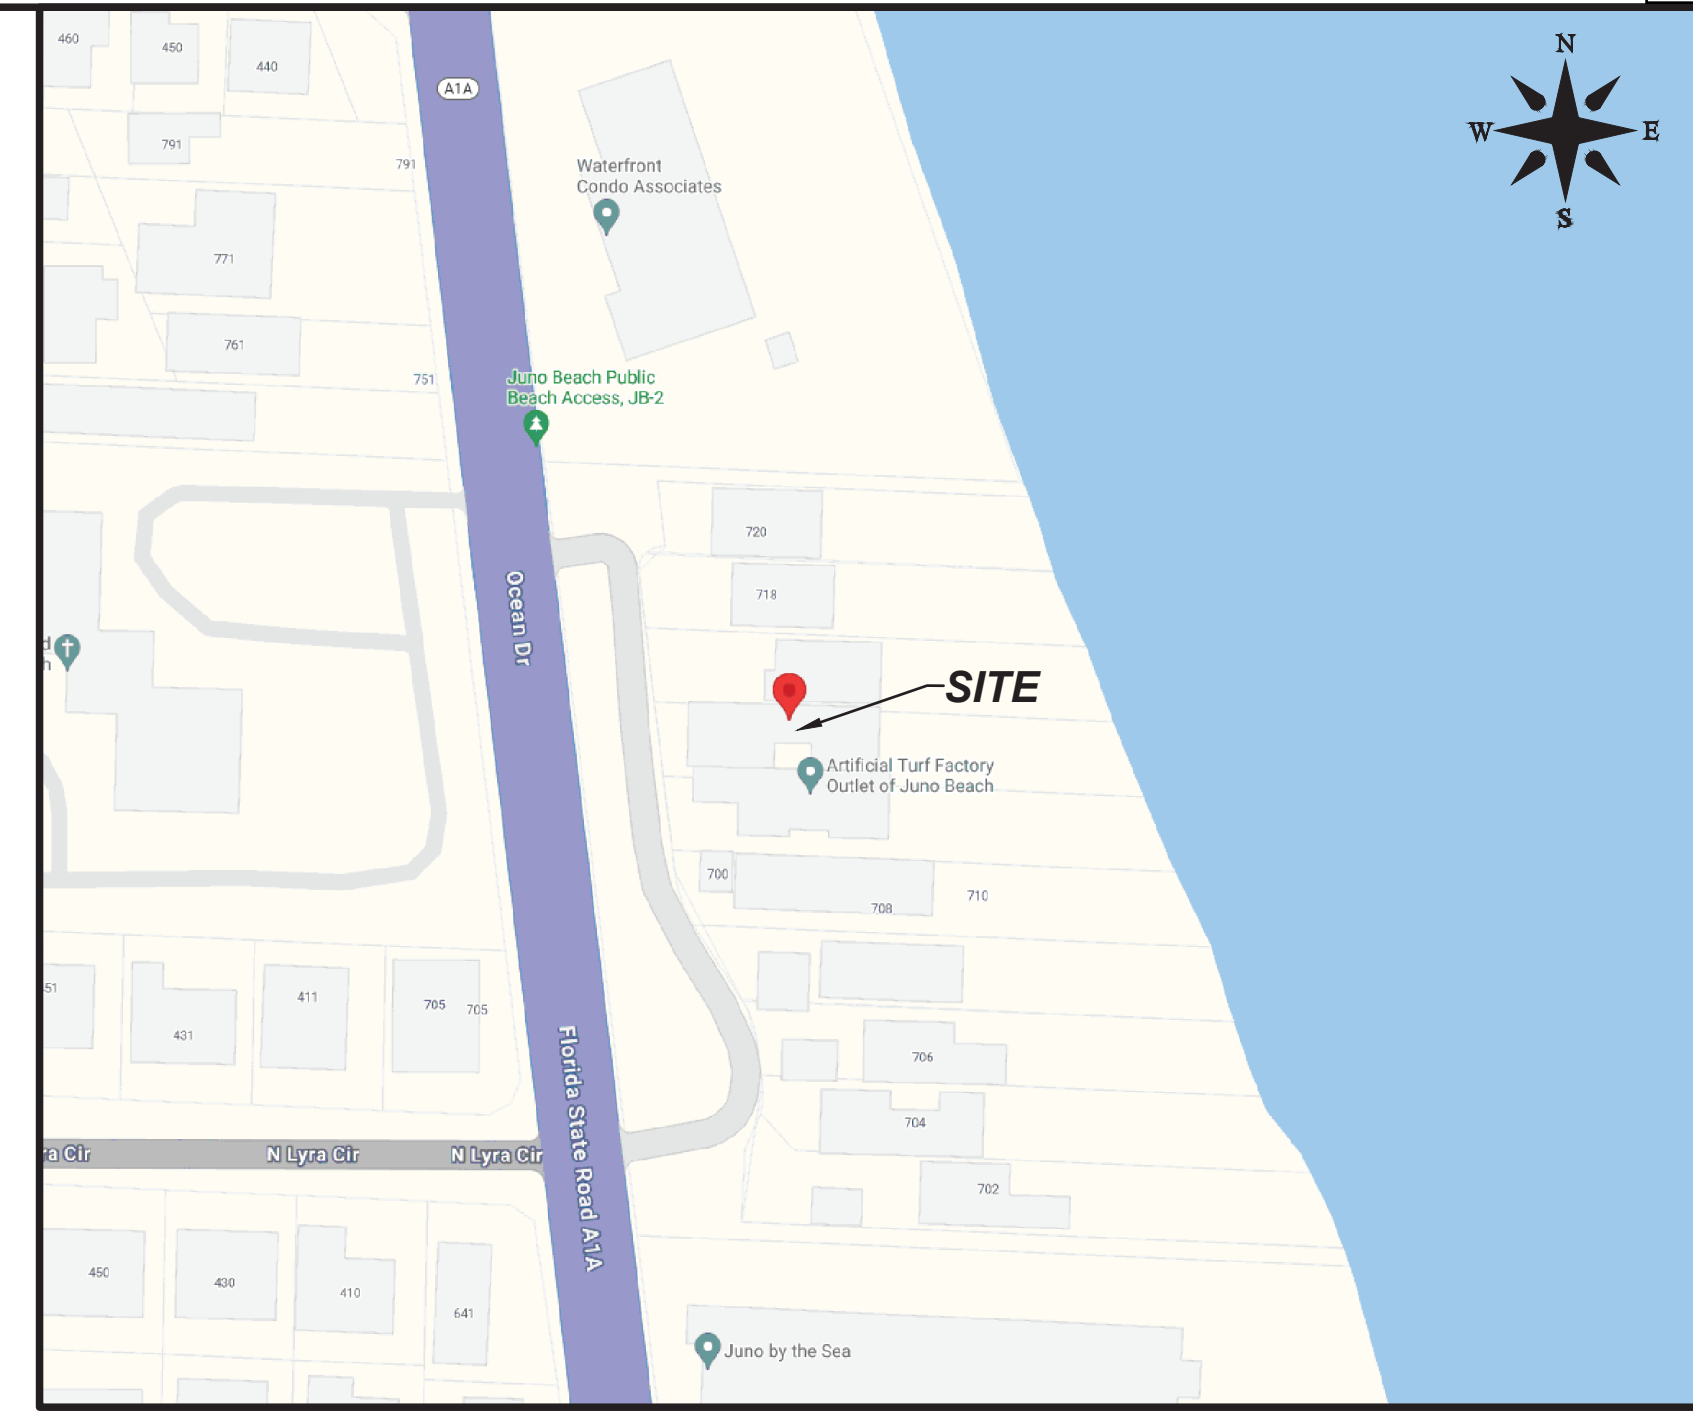 460
450
440
A1A
N
W
E
S
791
791
Waterfront
Condo Associates
771
761
751
Juno Beach Public
Beach Access, JB-2
720
718
Ocean Dr
d
h
SITE
Artificial Turf Factory
Outlet of Juno Beach
700
708
710
51
431
411
705
705
706
704
702
Florida State Road A1A
ra Cir
N Lyra Cir
N Lyra Cir
450
430
410
641
Juno by the Sea